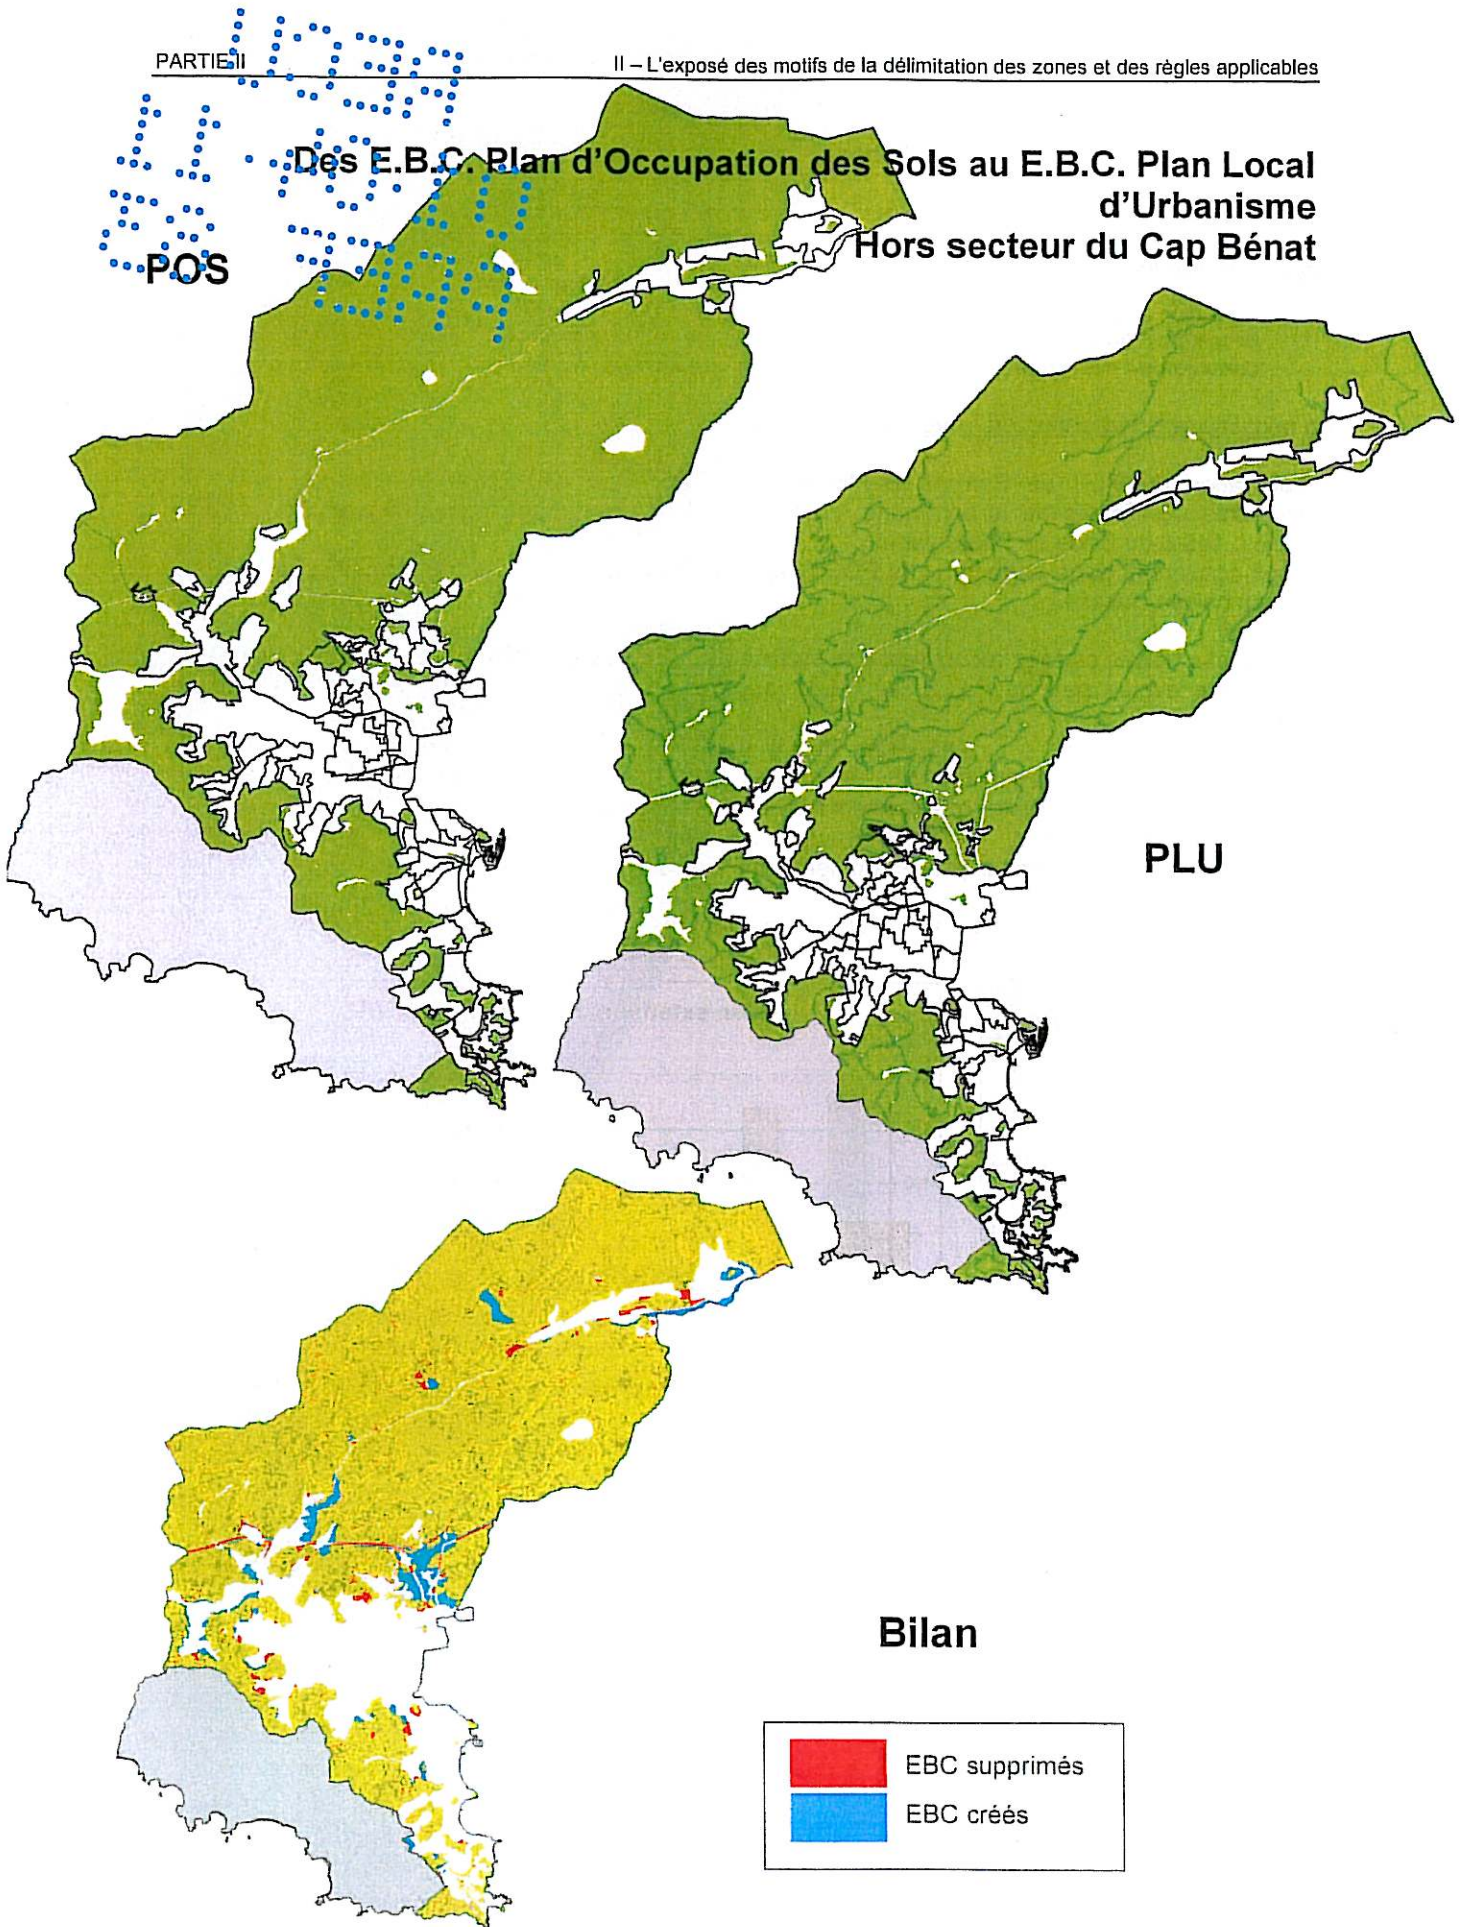 PARTIE II
II – L'exposé des motifs de la délimitation des zones et des règles applicables
Des E.B.C. Plan d'Occupation des Sols au E.B.C. Plan Local
d'Urbanisme
Hors secteur du Cap Bénat
POS
PLU
Bilan
EBC supprimés
EBC créés